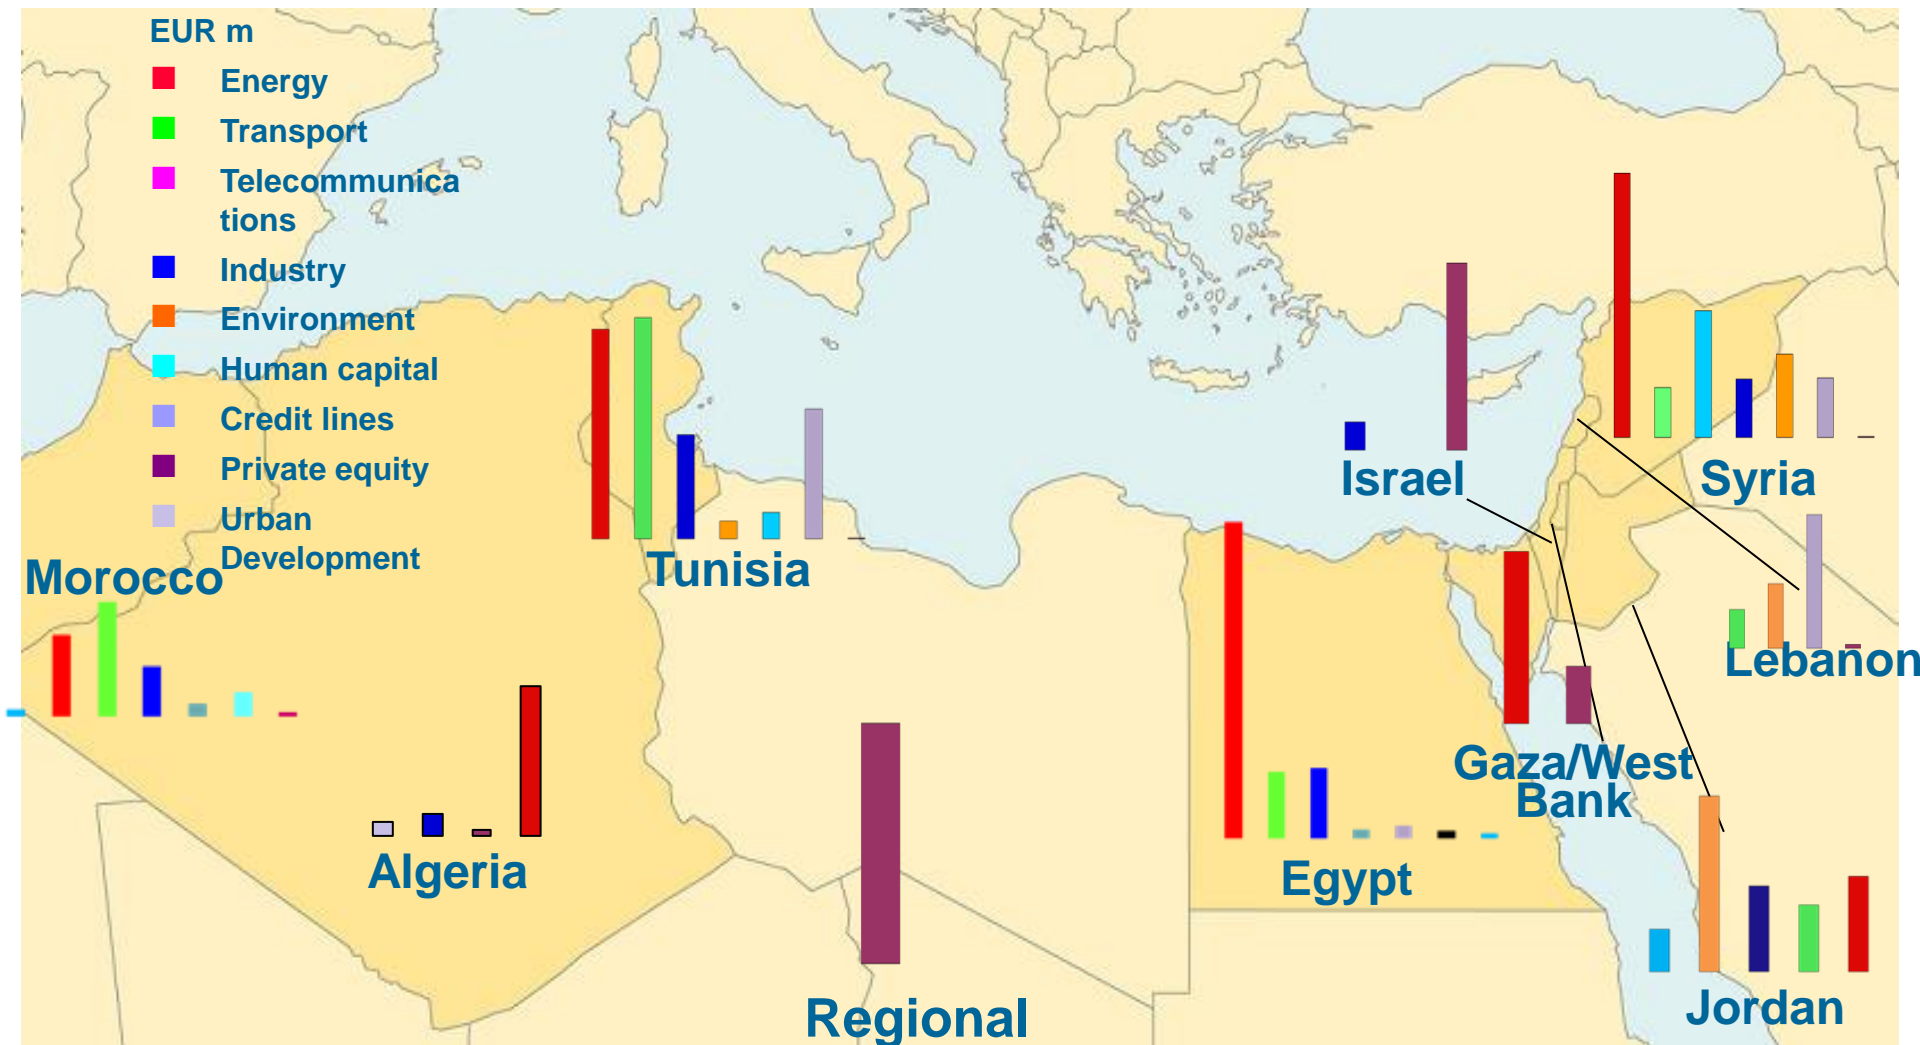 EUR m
Energy
Transport
Telecommunica
tions
Industry
Environment
Human capital
Credit lines
Private equity
Urban
Development
Morocco
Tunisia
Algeria
Regional
Israel
Syria
Lebanon
Gaza/West
Bank
Egypt
Jordan